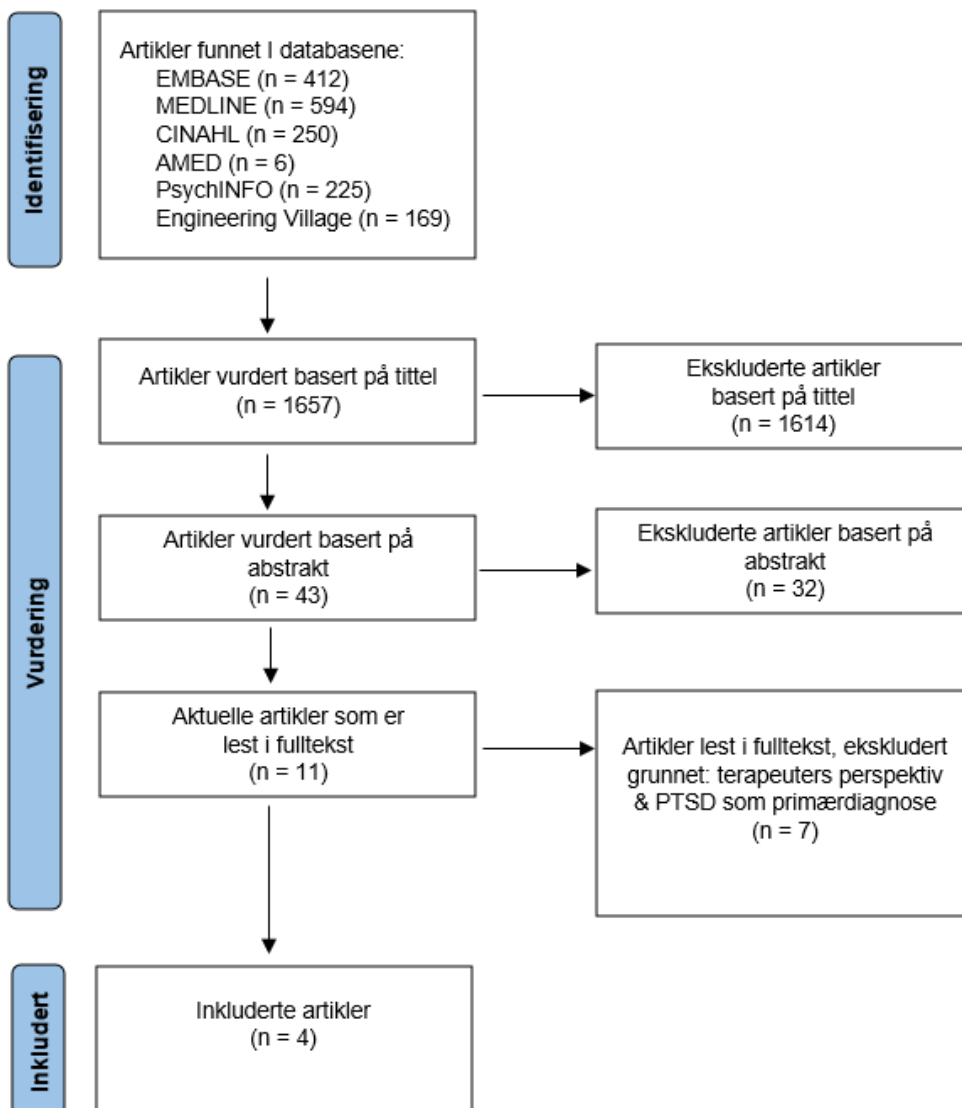 Identifisering
Artikler funnet I databasene:
EMBASE (n = 412)
MEDLINE (n = 594)
CINAHL (n = 250)
AMED (n = 6)
PsychINFO (n = 225)
Engineering Village (n = 169)
Vurdering
Artikler vurdert basert på tittel
(n = 1657)
Ekskluderte artikler
basert på tittel
(n = 1614)
Artikler vurdert basert på
abstrakt
(n = 43)
Ekskluderte artikler basert på
abstrakt
(n = 32)
Aktuelle artikler som er
lest i fulltekst
(n = 11)
Artikler lest i fulltekst, ekskludert
grunnet: terapeuters perspektiv
& PTSD som primærdiagnose
(n = 7)
Inkludert
Inkluderte artikler
(n = 4)